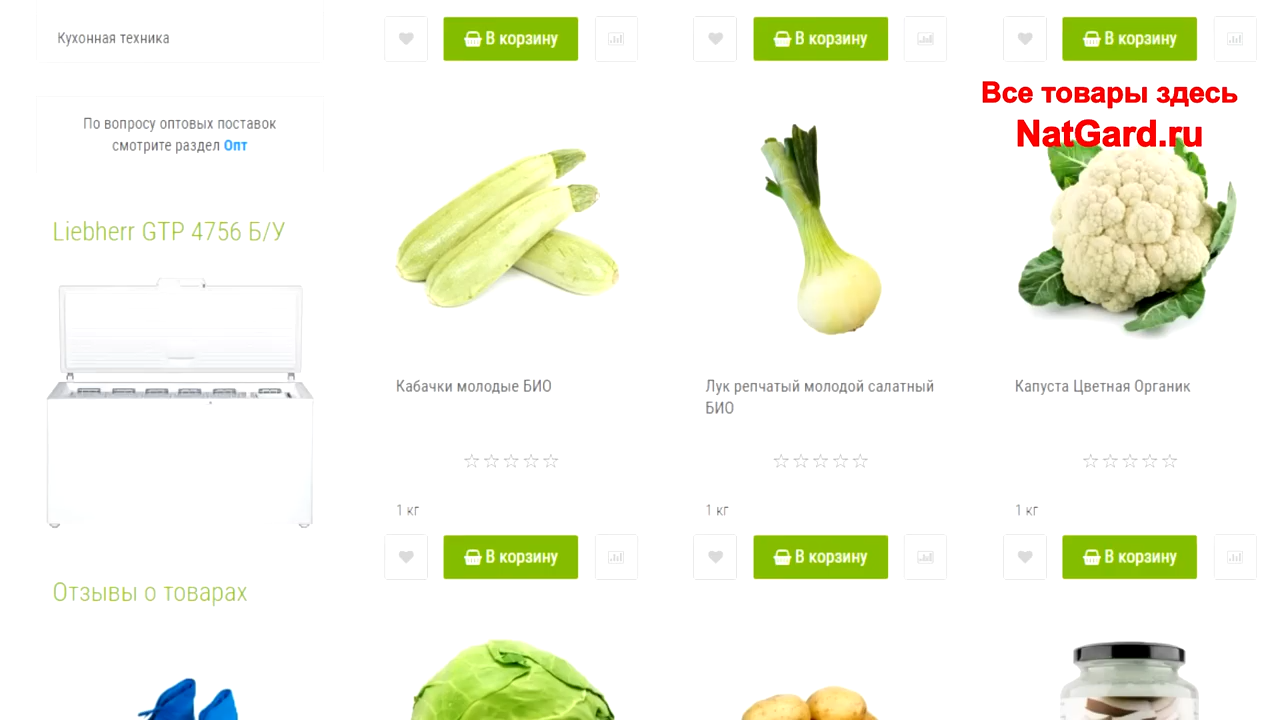 Кухонная техника
В корзину
В корзину
В корзину
Все товары здесь
NatGard.ru
По вопросу оптовых поставок
смотрите раздел Опт
Liebherr GTP 4756 Б/У
Кабачки молодые БИО
Лук репчатый молодой салатный
БИО
Капуста Цветная Органик
1 кг
1 кг
1 кг
В корзину
В корзину
В корзину
Отзывы о товарах